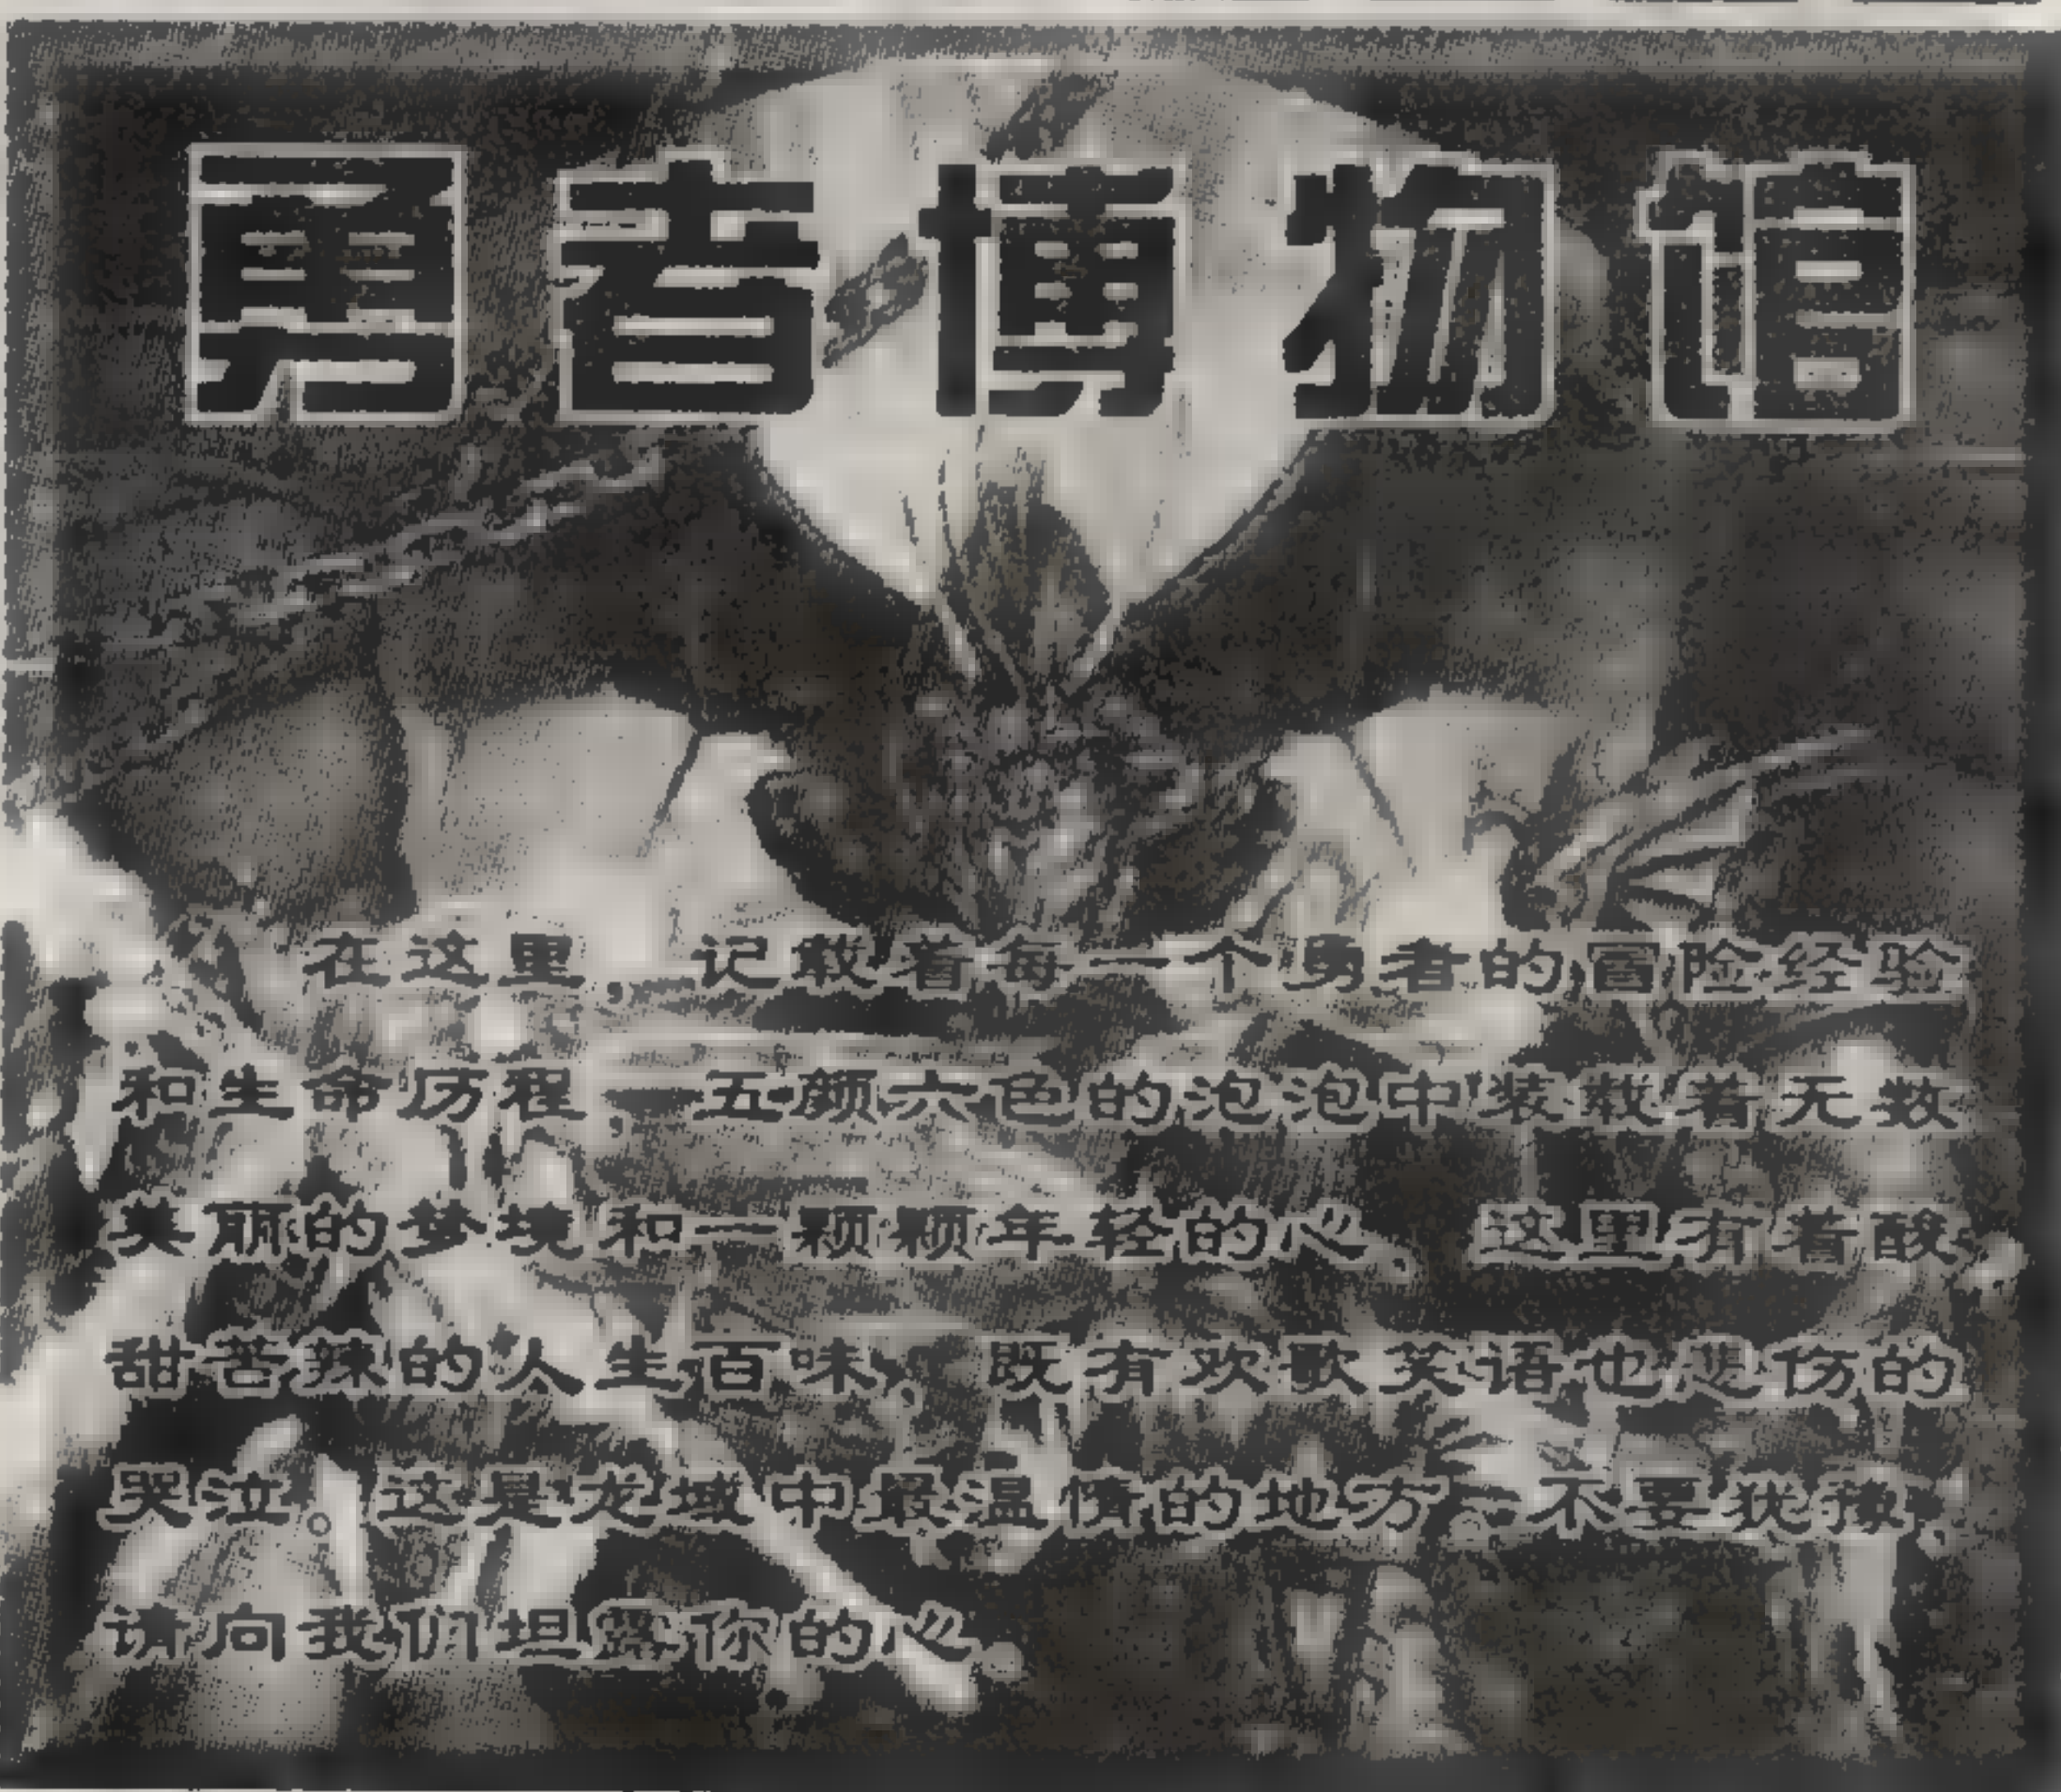 勇者博物馆
在这里，记载着每一个勇者的冒险经验
和生命历程，五颜六色的泡泡中装载着无数
美丽的梦境和一颗颗年轻的心。这里有着酸
甜苦辣的人生百味，既有欢歌笑语也悲伤的
哭泣。这是龙域中最温情的地方，不要犹豫，
请向我们坦露你的心